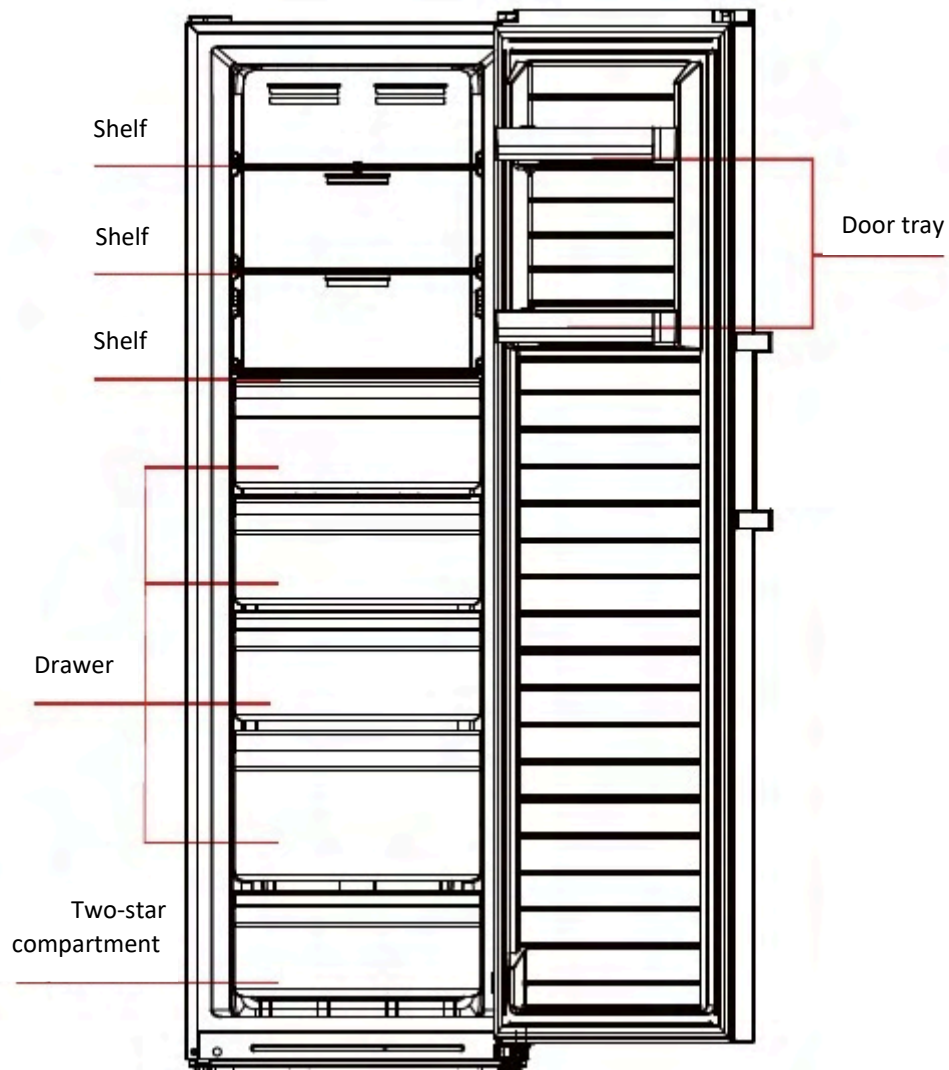 Shelf
Shelf
Door tray
Shelf
Drawer
Two-star
compartment